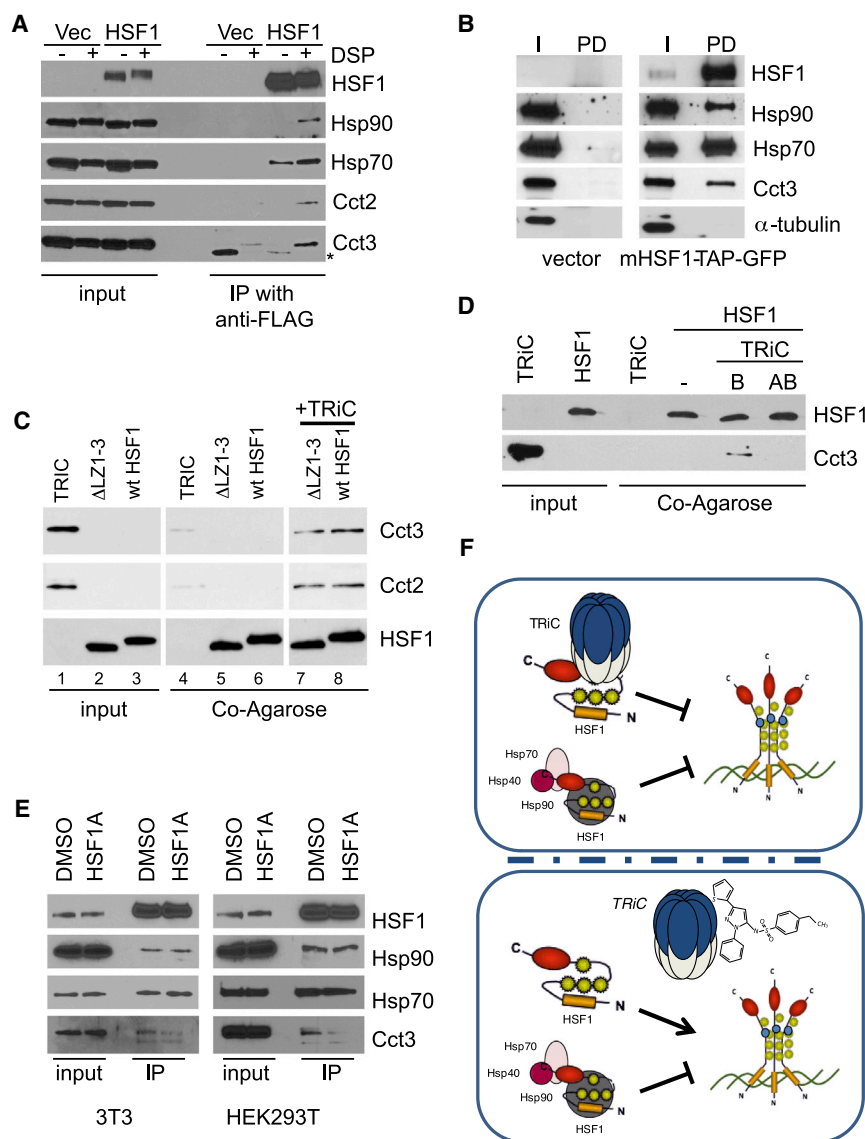 A
Vec HSF1 Vec HSF1
- + - + - + - + DSP
HSF1
Hsp90
Hsp70
Cct2
Cct3
*
input
IP with
anti-FLAG
B
I PD I PD
HSF1
Hsp90
Hsp70
Cct3
α-tubulin
vector mHSF1-TAP-GFP
C
+TRiC
TRiC ΔLZ1-3 wt HSF1 TRiC ΔLZ1-3 wt HSF1 ΔLZ1-3 wt HSF1
Cct3
Cct2
HSF1
1 2 3 4 5 6 7 8
input Co-Agarose
D
HSF1
TRiC
TRiC HSF1 TRiC - B AB
HSF1
Cct3
input Co-Agarose
E
DMSO HSF1A DMSO HSF1A DMSO HSF1A DMSO HSF1A
HSF1
Hsp90
Hsp70
Cct3
input IP input IP
3T3 HEK293T
F
TRiC
C
N
HSF1
Hsp70
Hsp40
C
Hsp90
N
HSF1
C C C
N N N
TRiC
S
N
N
N
O
S
O
CH₃
C
N
HSF1
Hsp70
Hsp40
C
Hsp90
N
HSF1
C C C
N N N